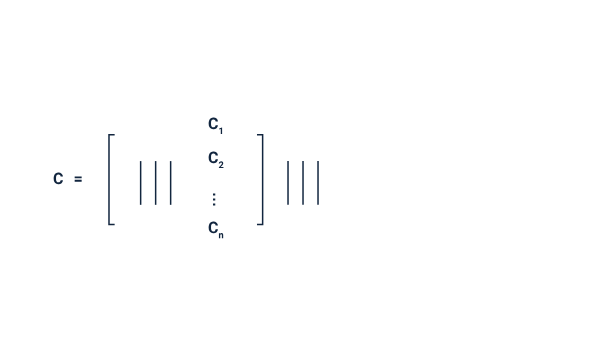 C₁
C₂
C = [ ||| ⋮ ] |||
Cₙ